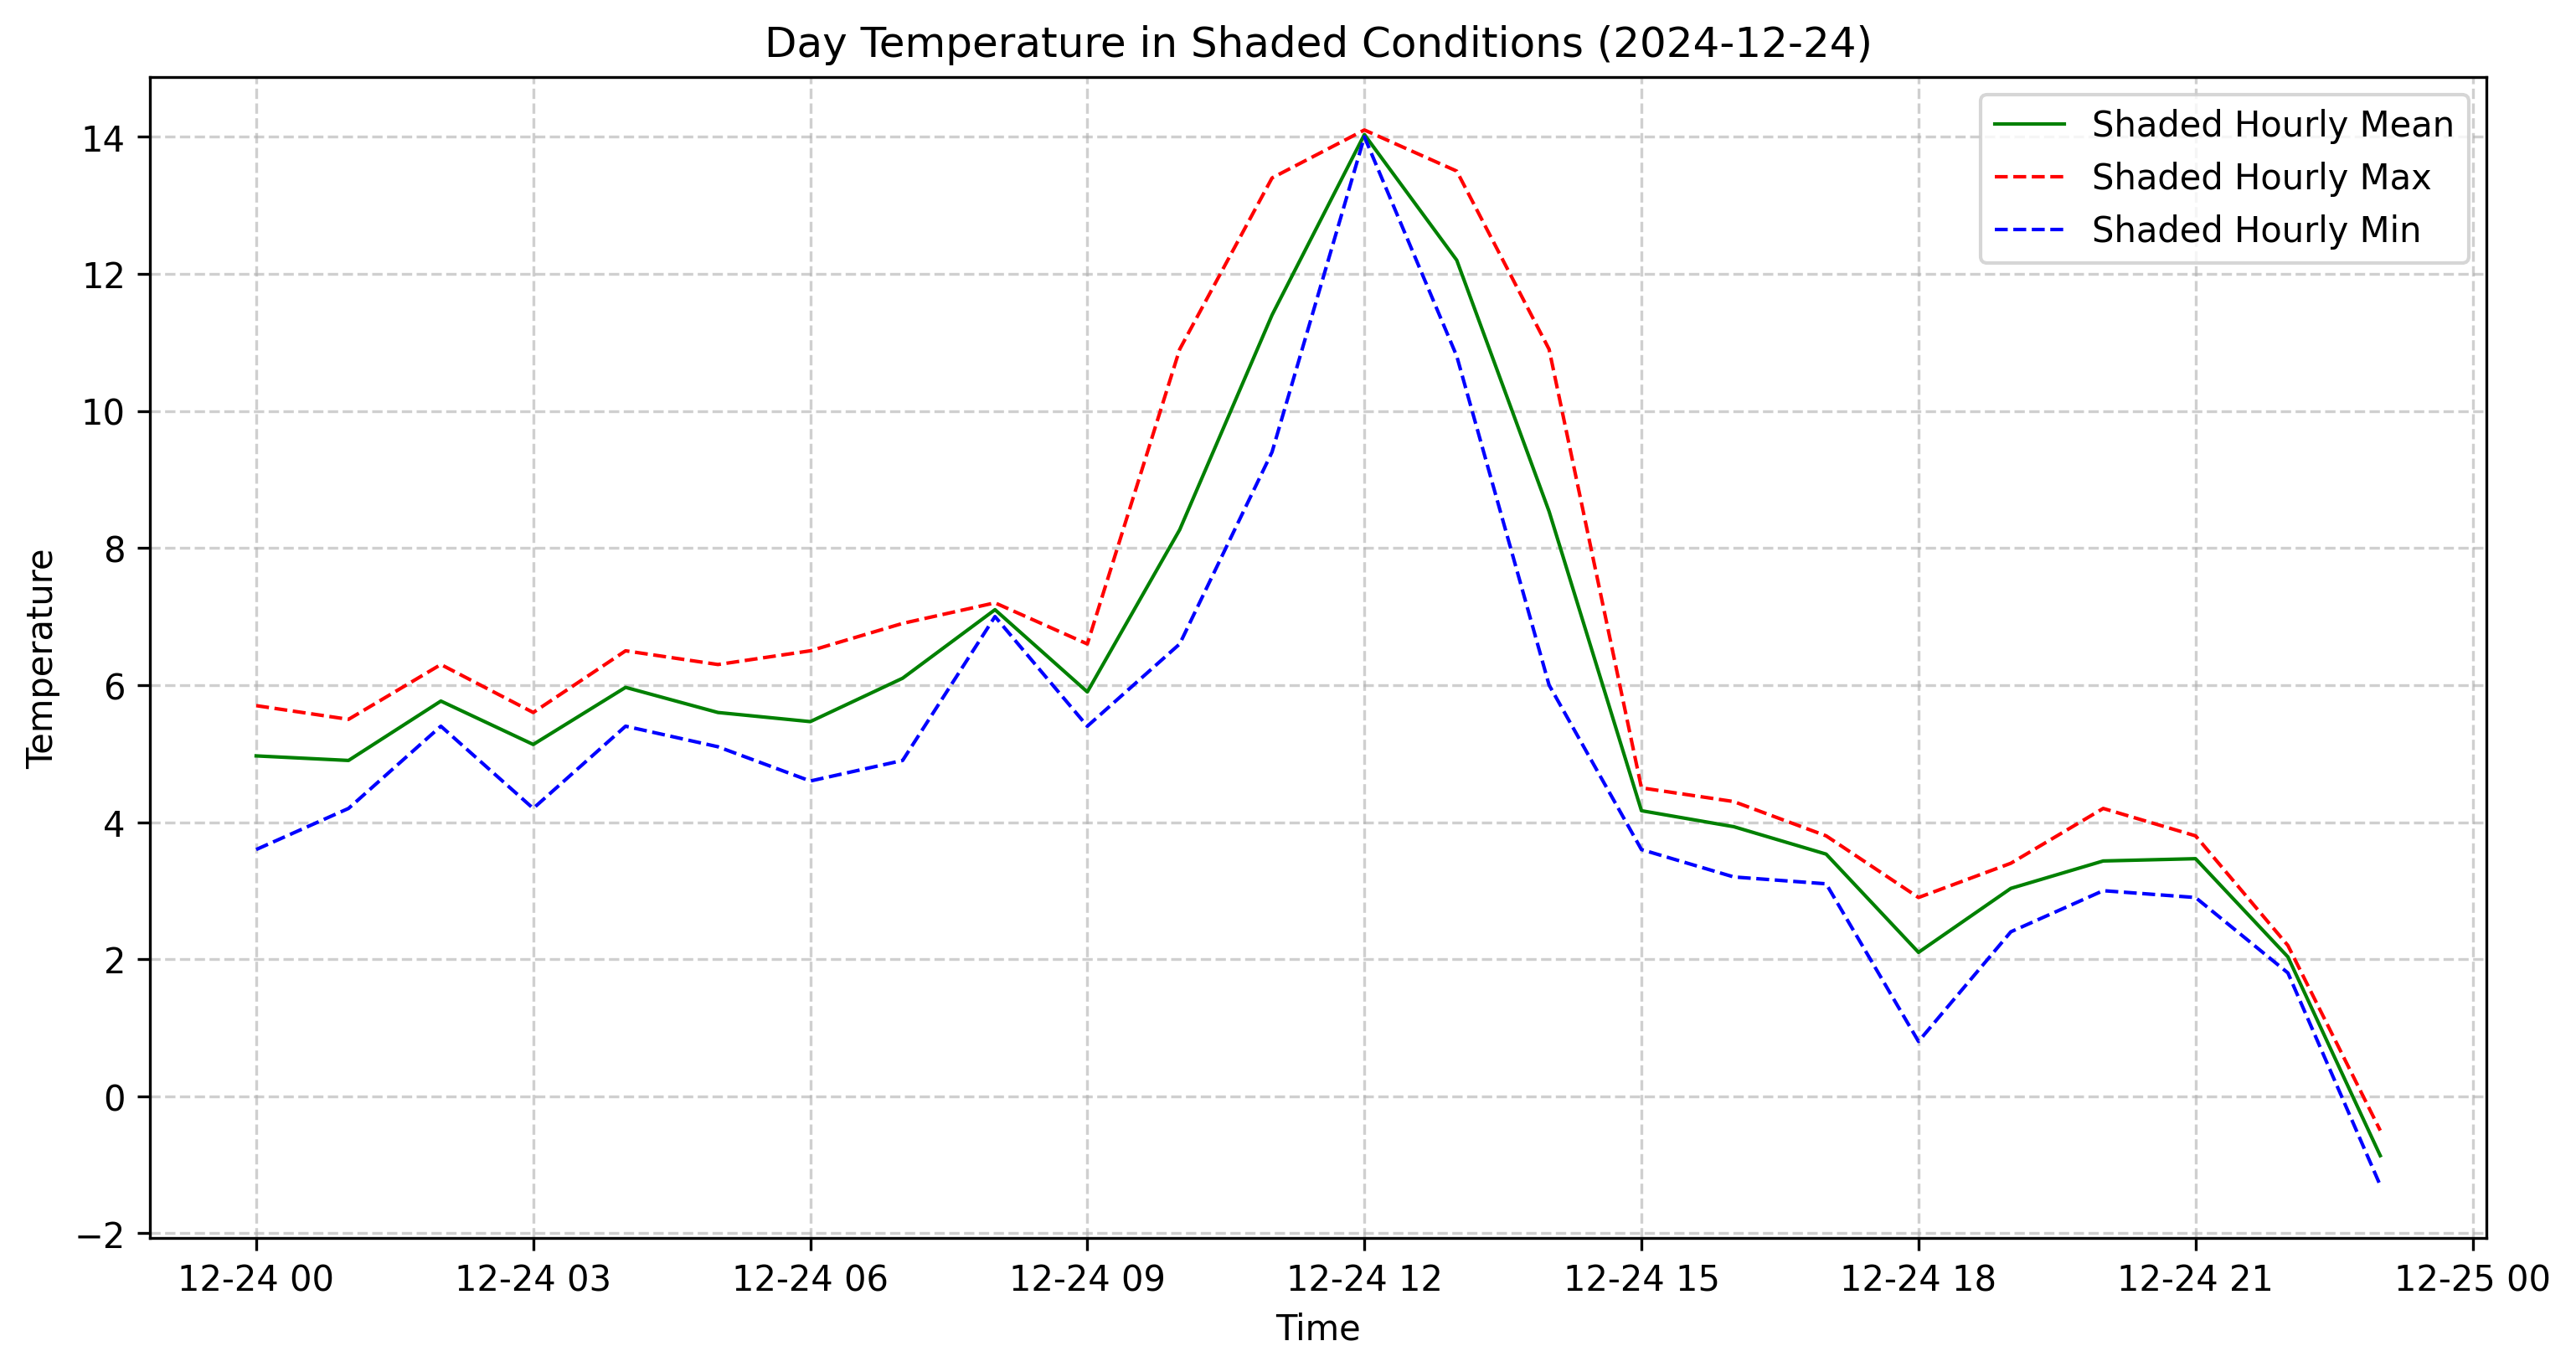 Day Temperature in Shaded Conditions (2024-12-24)
Shaded Hourly Mean
Shaded Hourly Max
Shaded Hourly Min
Temperature
14
12
10
8
6
4
2
0
−2
12-24 00 12-24 03 12-24 06 12-24 09 12-24 12 12-24 15 12-24 18 12-24 21 12-25 00
Time